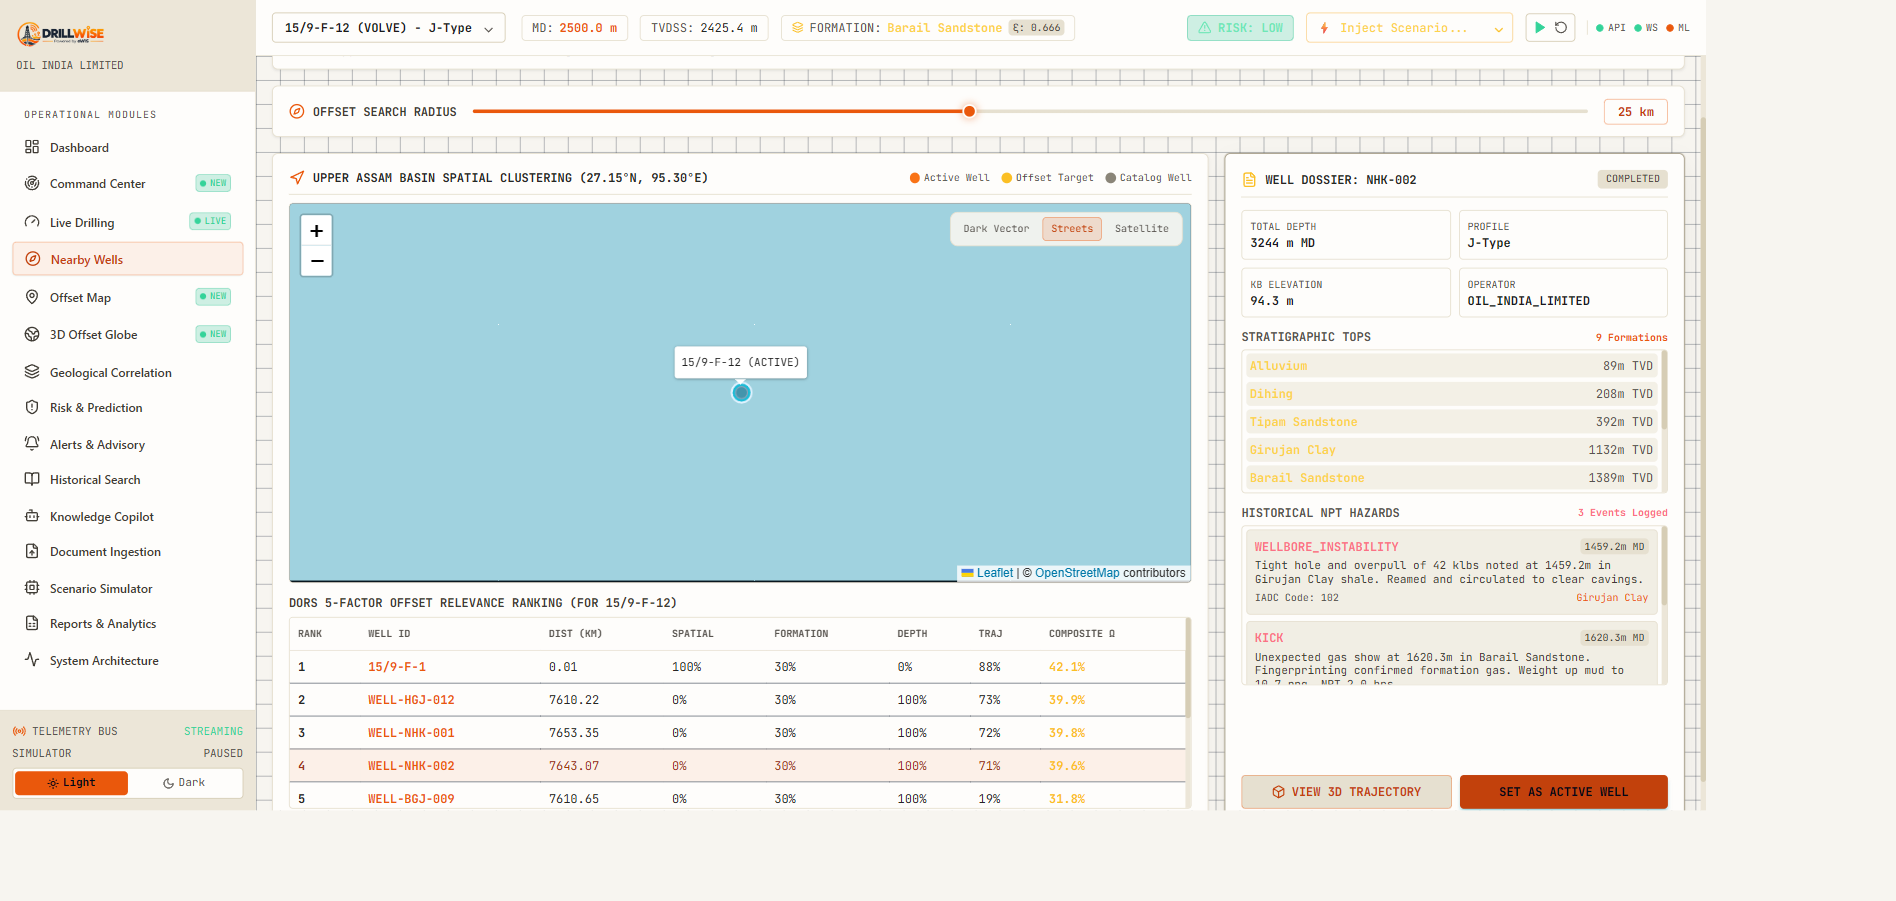 DRILLWISE
OIL INDIA LIMITED
15/9-F-12 (VOLVE) - J-Type
MD: 2500.0 m
TVDSS: 2425.4 m
FORMATION: Barail Sandstone ξ: 0.666
RISK: LOW
Inject Scenario...
API WS ML
OPERATIONAL MODULES
Dashboard
Command Center NEW
Live Drilling LIVE
Nearby Wells
Offset Map NEW
3D Offset Globe NEW
Geological Correlation
Risk & Prediction
Alerts & Advisory
Historical Search
Knowledge Copilot
Document Ingestion
Scenario Simulator
Reports & Analytics
System Architecture
TELEMETRY BUS STREAMING
SIMULATOR PAUSED
Light Dark
OFFSET SEARCH RADIUS 25 km
UPPER ASSAM BASIN SPATIAL CLUSTERING (27.15°N, 95.30°E)
Active Well Offset Target Catalog Well
+
−
Dark Vector Streets Satellite
15/9-F-12 (ACTIVE)
Leaflet | © OpenStreetMap contributors
DORS 5-FACTOR OFFSET RELEVANCE RANKING (FOR 15/9-F-12)
RANK WELL ID DIST (KM) SPATIAL FORMATION DEPTH TRAJ COMPOSITE Ω
1 15/9-F-1 0.01 100% 30% 0% 88% 42.1%
2 WELL-HGJ-012 7610.22 0% 30% 100% 73% 39.9%
3 WELL-NHK-001 7653.35 0% 30% 100% 72% 39.8%
4 WELL-NHK-002 7643.07 0% 30% 100% 71% 39.6%
5 WELL-BGJ-009 7610.65 0% 30% 100% 19% 31.8%
WELL DOSSIER: NHK-002 COMPLETED
TOTAL DEPTH
3244 m MD
PROFILE
J-Type
KB ELEVATION
94.3 m
OPERATOR
OIL_INDIA_LIMITED
STRATIGRAPHIC TOPS 9 Formations
Alluvium 89m TVD
Dihing 208m TVD
Tipam Sandstone 392m TVD
Girujan Clay 1132m TVD
Barail Sandstone 1389m TVD
HISTORICAL NPT HAZARDS 3 Events Logged
WELLBORE_INSTABILITY 1459.2m MD
Tight hole and overpull of 42 klbs noted at 1459.2m in
Girujan Clay shale. Reamed and circulated to clear cavings.
IADC Code: 102 Girujan Clay
KICK 1620.3m MD
Unexpected gas show at 1620.3m in Barail Sandstone.
Fingerprinting confirmed formation gas. Weight up mud to
10.7 ppg. NPT 2.0 hrs.
VIEW 3D TRAJECTORY
SET AS ACTIVE WELL